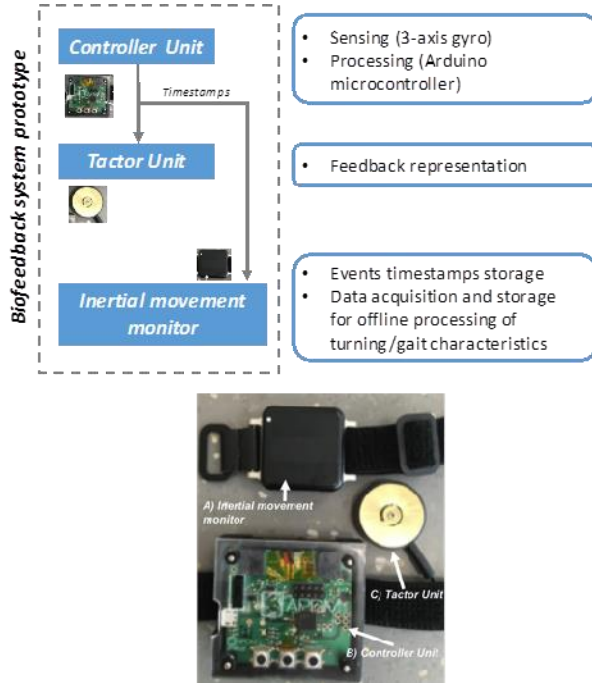 Biofeedback system prototype
Controller Unit
Timestamps
Tactor Unit
Inertial movement
monitor
• Sensing (3-axis gyro)
• Processing (Arduino
microcontroller)
• Feedback representation
• Events timestamps storage
• Data acquisition and storage
for offline processing of
turning/gait characteristics
A) Inertial movement
monitor
C) Tactor Unit
APDM
B) Controller Unit